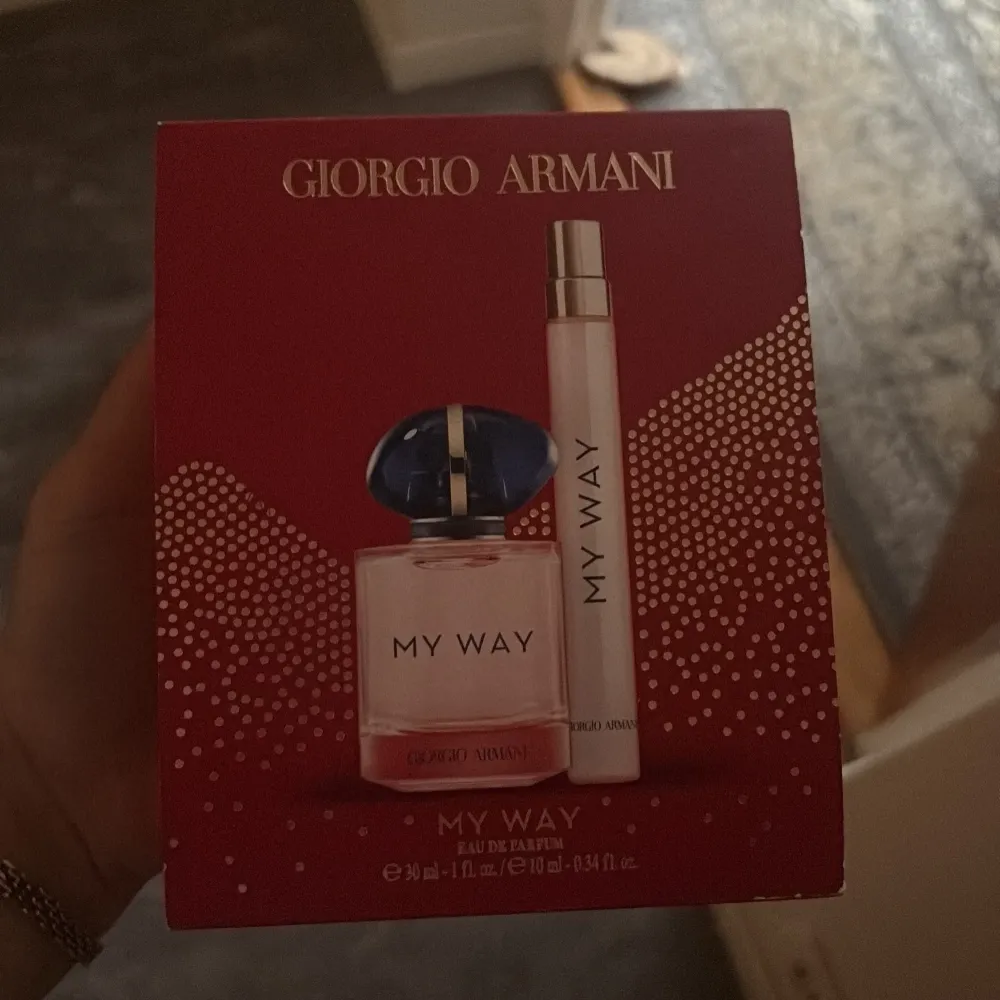 GIORGIO ARMANI
MY WAY
MY WAY
GIORGIO ARMANI
GIORGIO ARMANI
MY WAY
EAU DE PARFUM
℮ 30 ml - 1 fl. oz. / ℮ 10 ml - 0.34 fl. oz.